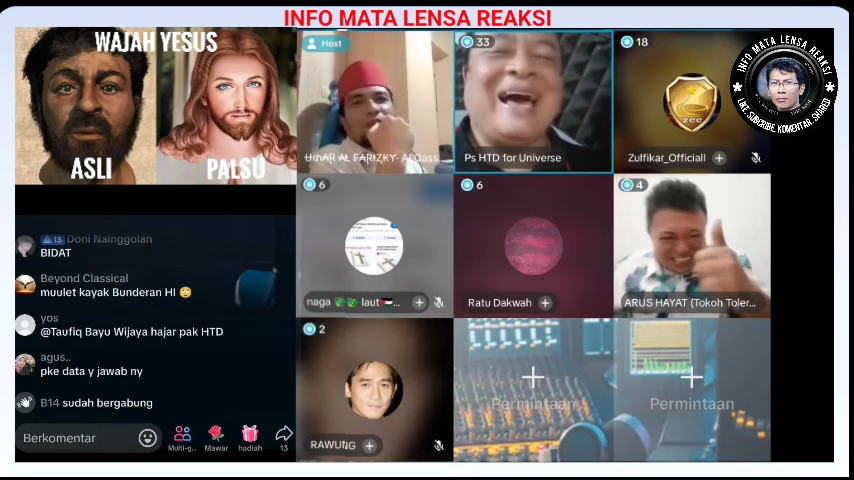 INFO MATA LENSA REAKSI
WAJAH YESUS
ASLI
PALSU
Host
33
Ps HTD for Universe
18
ZCC
Zulfikar_Officiall
INFO MATA LENSA REAKSI
LIKE SUBCRIBE KOMENTAR SHARED
13 Doni Nainggolan
BIDAT
Beyond Classical
muulet kayak Bunderan HI 🙄
yos
@Taufiq Bayu Wijaya hajar pak HTD
agus..
pke data y jawab ny
B14 sudah bergabung
Berkomentar
Multi-g..
Mawar
hadiah
13
6
naga 🐉🐉 laut🇵🇸...
6
Ratu Dakwah
4
ARUS HAYAT (Tokoh Toler...
2
RAWUNG
Permintaan
Permintaan